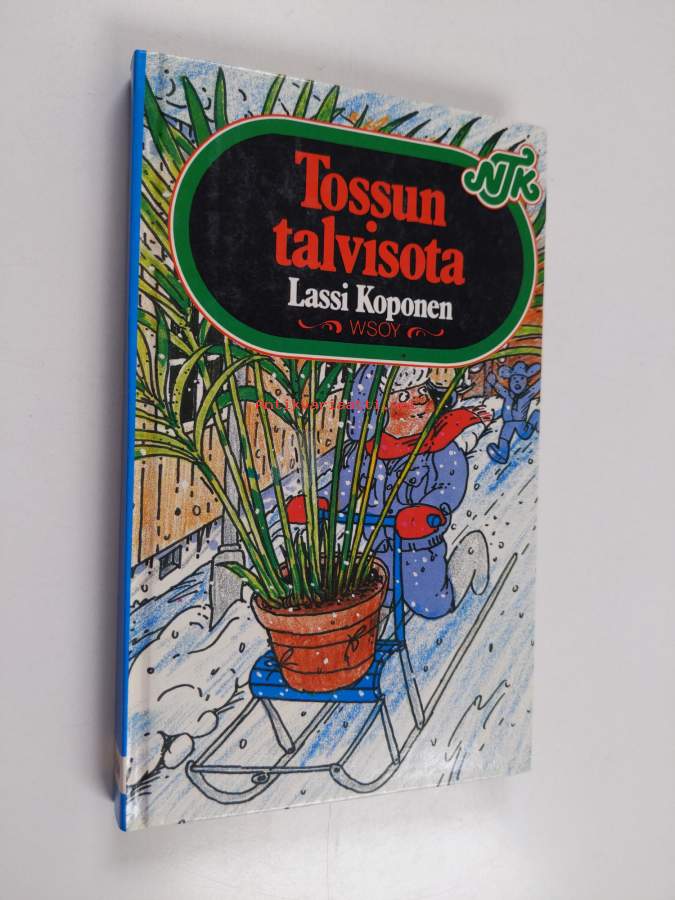 NTK
Tossun
talvisota
Lassi Koponen
WSOY